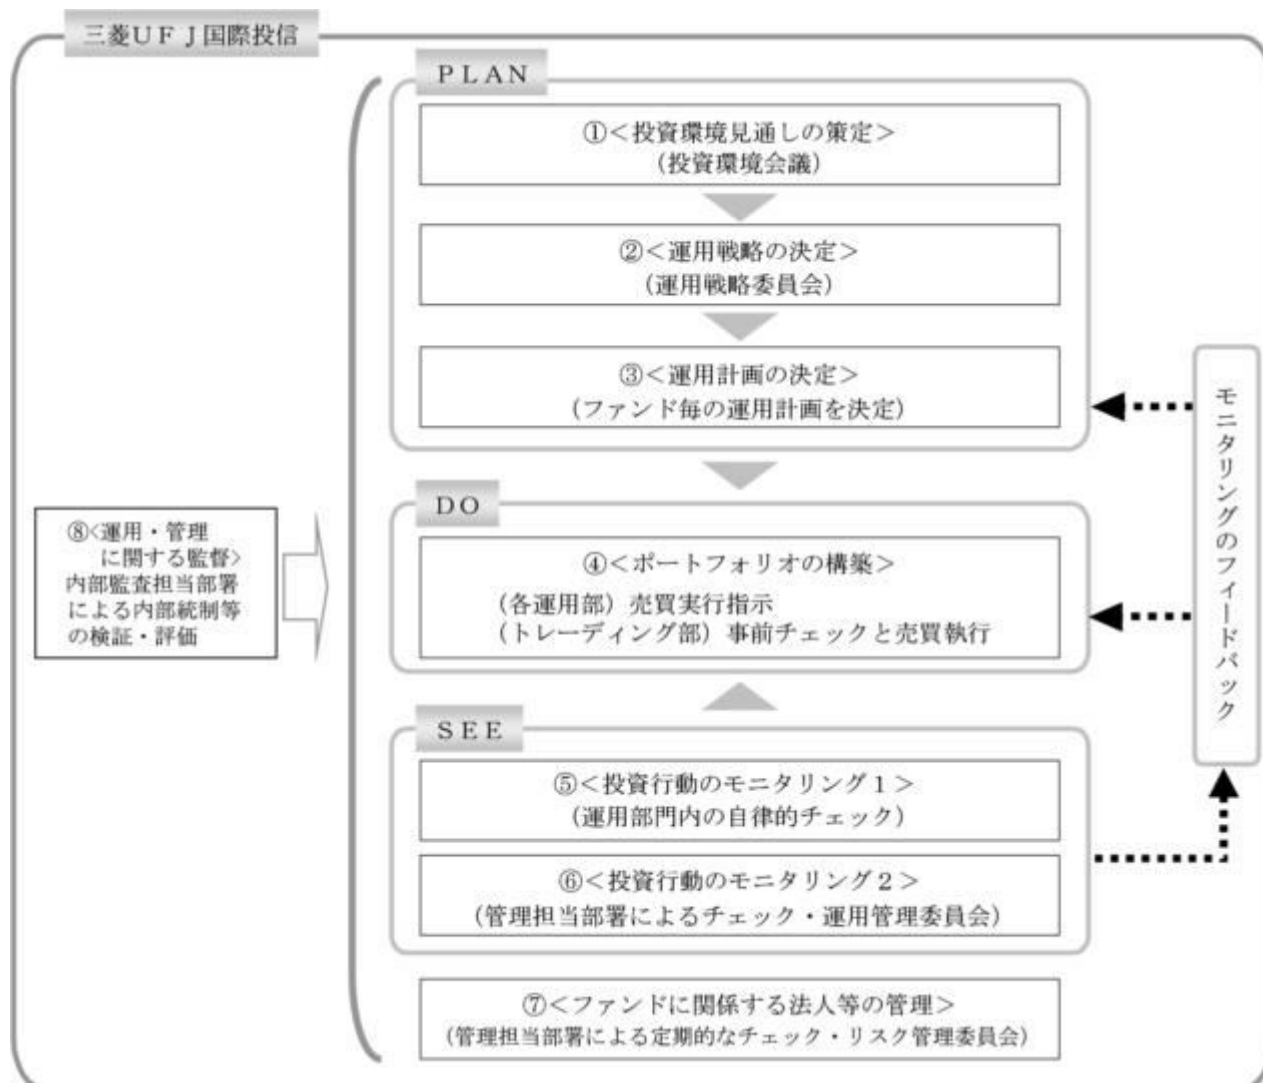 三菱ＵＦＪ国際投信
ＰＬＡＮ
①＜投資環境見通しの策定＞
（投資環境会議）
②＜運用戦略の決定＞
（運用戦略委員会）
③＜運用計画の決定＞
（ファンド毎の運用計画を決定）
ＤＯ
④＜ポートフォリオの構築＞
（各運用部）売買実行指示
（トレーディング部）事前チェックと売買執行
ＳＥＥ
⑤＜投資行動のモニタリング１＞
（運用部門内の自律的チェック）
⑥＜投資行動のモニタリング２＞
（管理担当部署によるチェック・運用管理委員会）
⑦＜ファンドに関係する法人等の管理＞
（管理担当部署による定期的なチェック・リスク管理委員会）
⑧<運用・管理
に関する監督>
内部監査担当部署
による内部統制等
の検証・評価
モニタリングのフィードバック